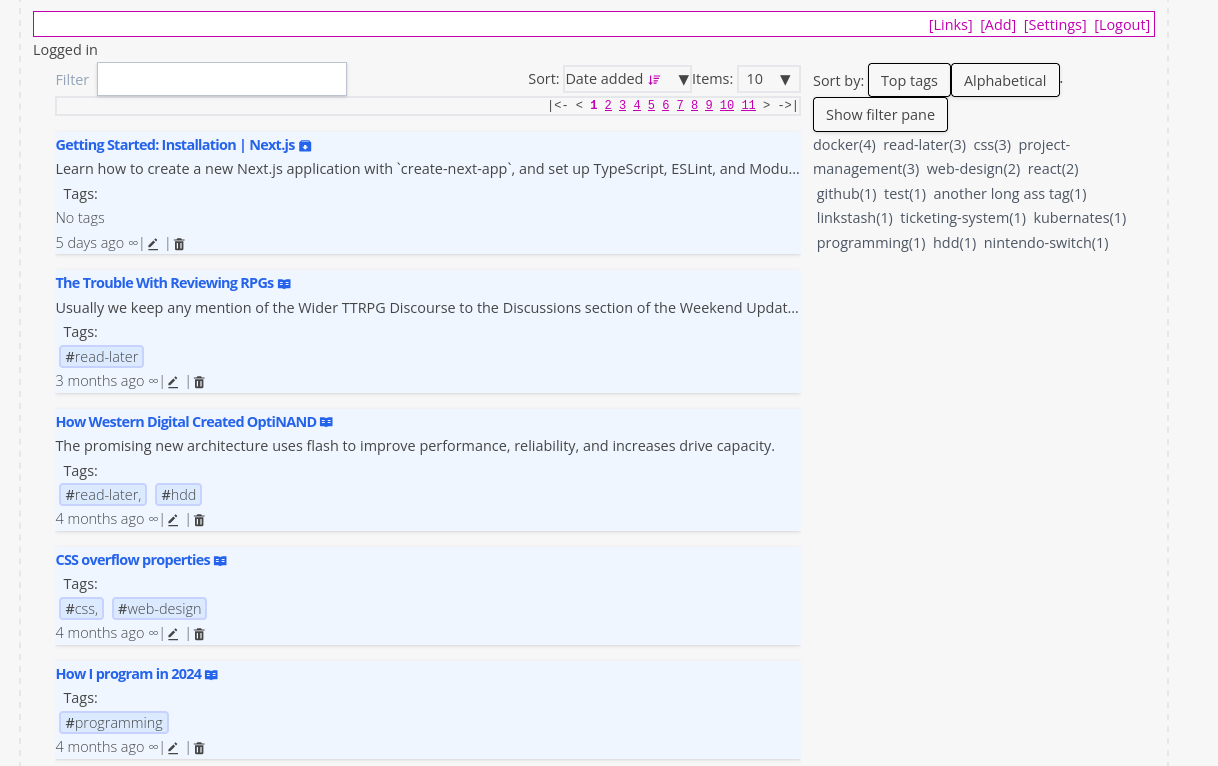 [Links] [Add] [Settings] [Logout]
Logged in
Filter
Sort: Date added ▼ Items: 10 ▼
|<- < 1 2 3 4 5 6 7 8 9 10 11 > ->|
Getting Started: Installation | Next.js
Learn how to create a new Next.js application with `create-next-app`, and set up TypeScript, ESLint, and Modu...
Tags:
No tags
5 days ago ∞| |
The Trouble With Reviewing RPGs
Usually we keep any mention of the Wider TTRPG Discourse to the Discussions section of the Weekend Updat...
Tags:
#read-later
3 months ago ∞| |
How Western Digital Created OptiNAND
The promising new architecture uses flash to improve performance, reliability, and increases drive capacity.
Tags:
#read-later, #hdd
4 months ago ∞| |
CSS overflow properties
Tags:
#css, #web-design
4 months ago ∞| |
How I program in 2024
Tags:
#programming
4 months ago ∞| |
Sort by: Top tags Alphabetical .
Show filter pane
docker(4) read-later(3) css(3) project-
management(3) web-design(2) react(2)
github(1) test(1) another long ass tag(1)
linkstash(1) ticketing-system(1) kubernates(1)
programming(1) hdd(1) nintendo-switch(1)